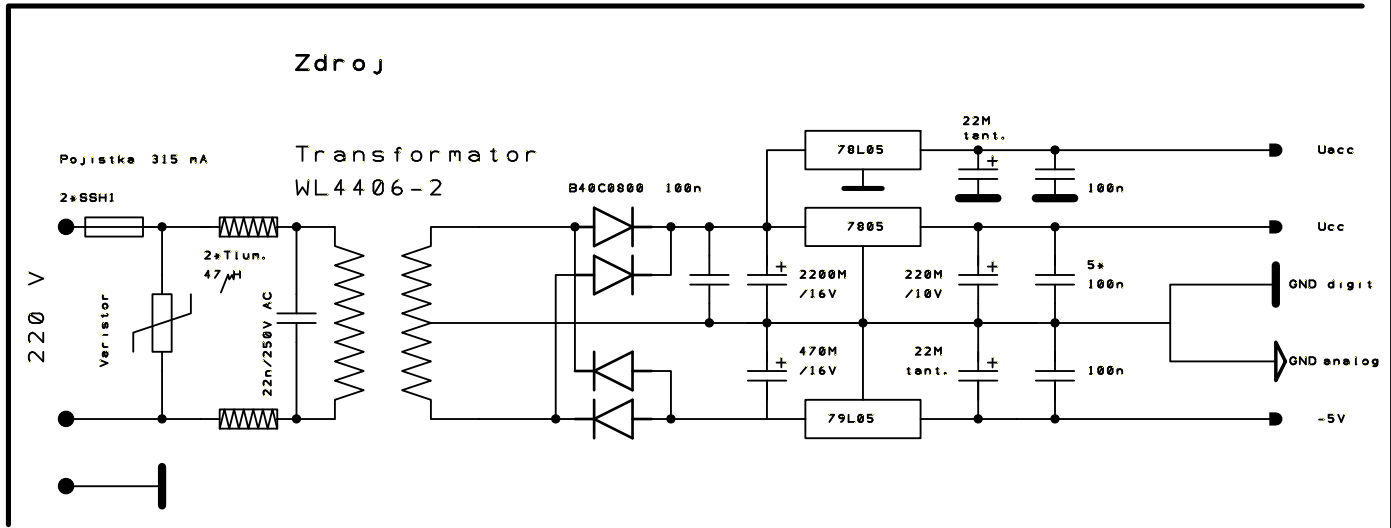 Zdroj
22M
tant.
Pojistka 315 mA
Transformator
78L05
Uacc
WL4406-2
B40C0800 100n
100n
2*SSH1
7805
Ucc
2*Tlum.
47 µH
2200M
/16V
220M
/10V
5*
100n
GND digit
220 V
Varistor
22n/250V AC
470M
/16V
22M
tant.
100n
GND analog
79L05
-5V